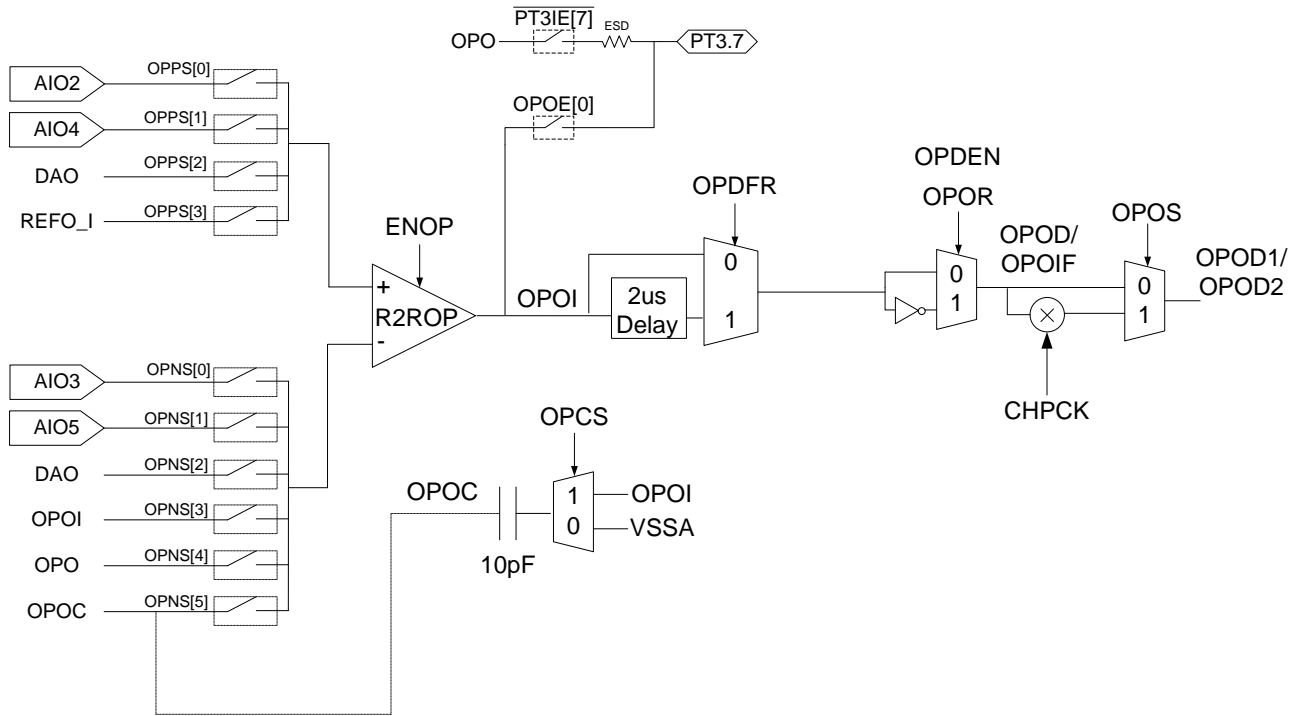 PT3IE[7]
ESD
OPO
PT3.7
AIO2
OPPS[0]
AIO4
OPPS[1]
DAO
OPPS[2]
REFO_I
OPPS[3]
OPOE[0]
ENOP
+
R2ROP
-
OPOI
2us
Delay
OPDFR
0
1
OPDEN
OPOR
0
1
OPOD/
OPOIF
CHPCK
OPOS
0
1
OPOD1/
OPOD2
AIO3
OPNS[0]
AIO5
OPNS[1]
DAO
OPNS[2]
OPOI
OPNS[3]
OPO
OPNS[4]
OPOC
OPNS[5]
OPOC
10pF
OPCS
1
0
OPOI
VSSA